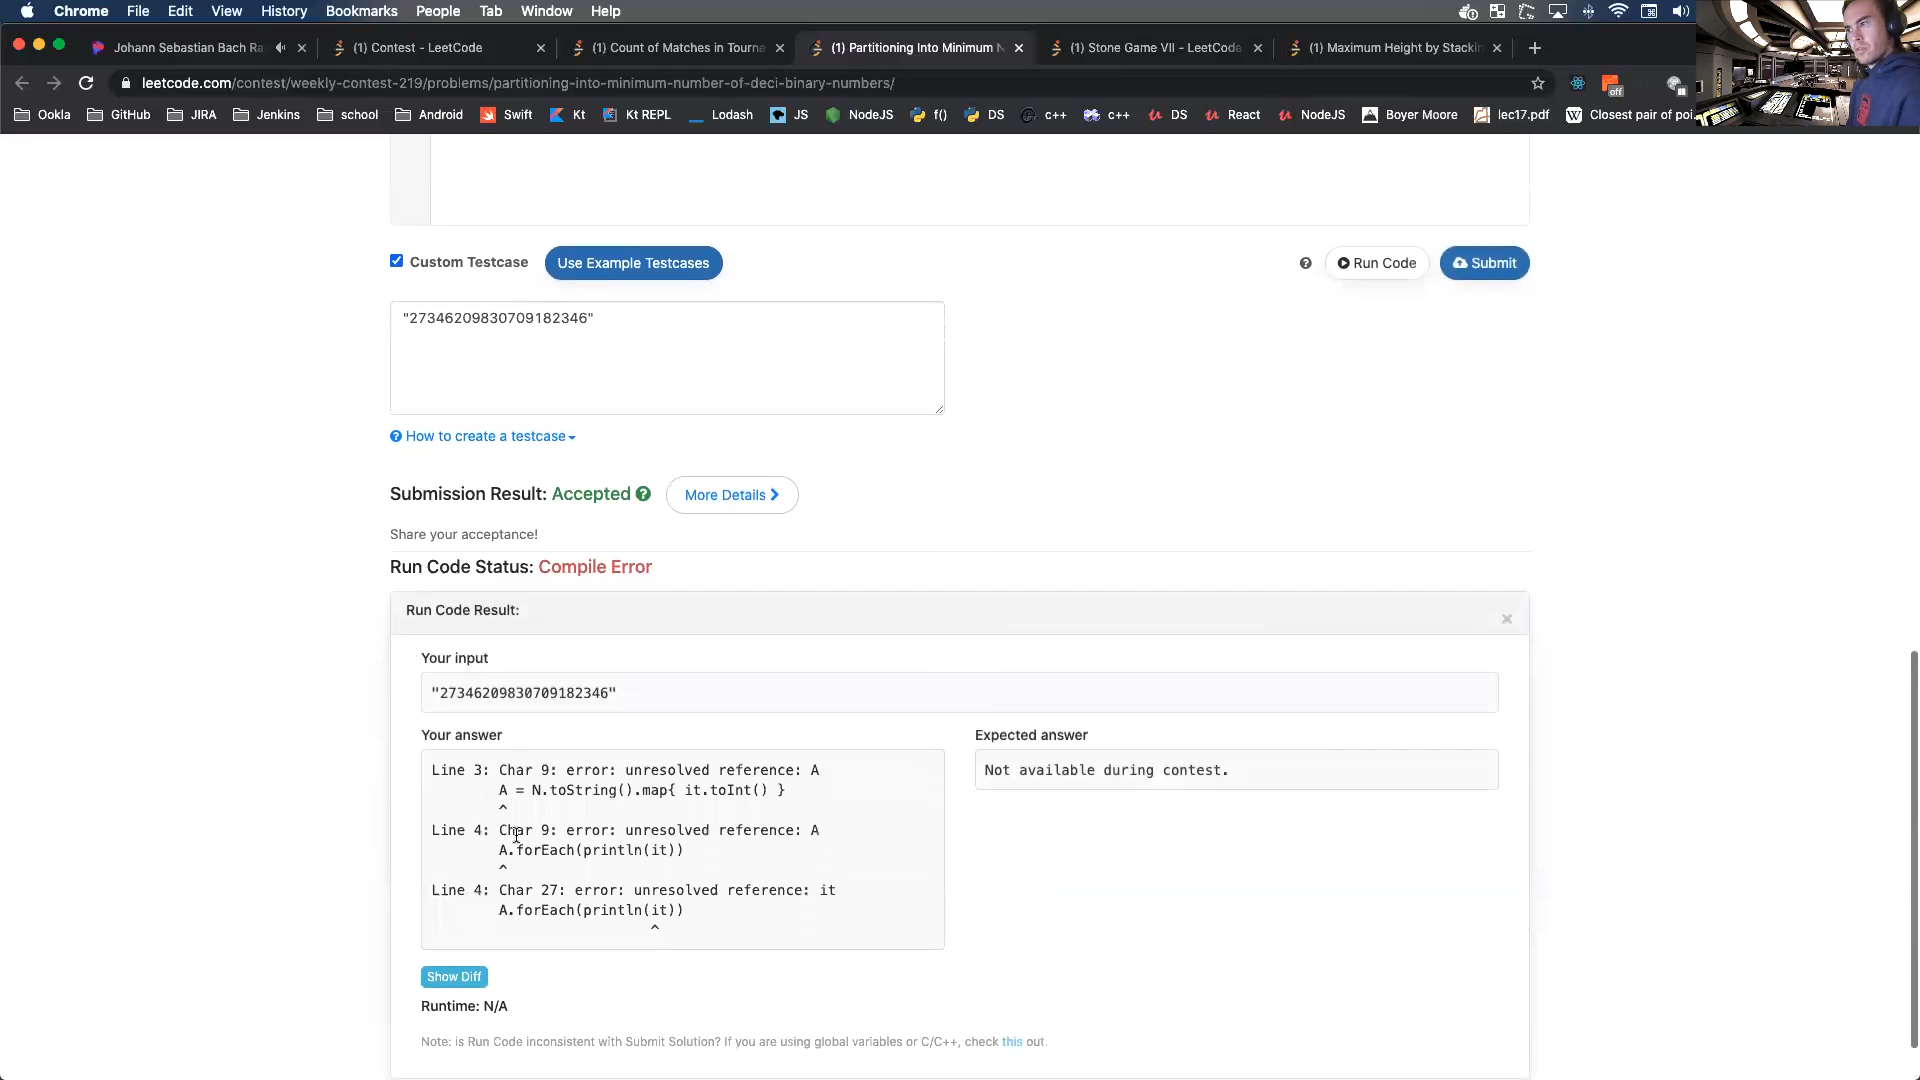 Chrome File Edit View History Bookmarks People Tab Window Help
Johann Sebastian Bach Ra
(1) Contest - LeetCode
(1) Count of Matches in Tourna
(1) Partitioning Into Minimum N
(1) Stone Game VII - LeetCode
(1) Maximum Height by Stackin
leetcode.com/contest/weekly-contest-219/problems/partitioning-into-minimum-number-of-deci-binary-numbers/
off
Ookla GitHub JIRA Jenkins school Android Swift Kt Kt REPL Lodash JS NodeJS f() DS c++ c++ DS React NodeJS Boyer Moore lec17.pdf Closest pair of poi
Custom Testcase
Use Example Testcases
Run Code
Submit
"27346209830709182346"
How to create a testcase
Submission Result: Accepted
More Details
Share your acceptance!
Run Code Status: Compile Error
Run Code Result:
Your input
"27346209830709182346"
Your answer
Expected answer
Line 3: Char 9: error: unresolved reference: A
A = N.toString().map{ it.toInt() }
^
Line 4: Char 9: error: unresolved reference: A
A.forEach(println(it))
^
Line 4: Char 27: error: unresolved reference: it
A.forEach(println(it))
^
Not available during contest.
Show Diff
Runtime: N/A
Note: is Run Code inconsistent with Submit Solution? If you are using global variables or C/C++, check this out.